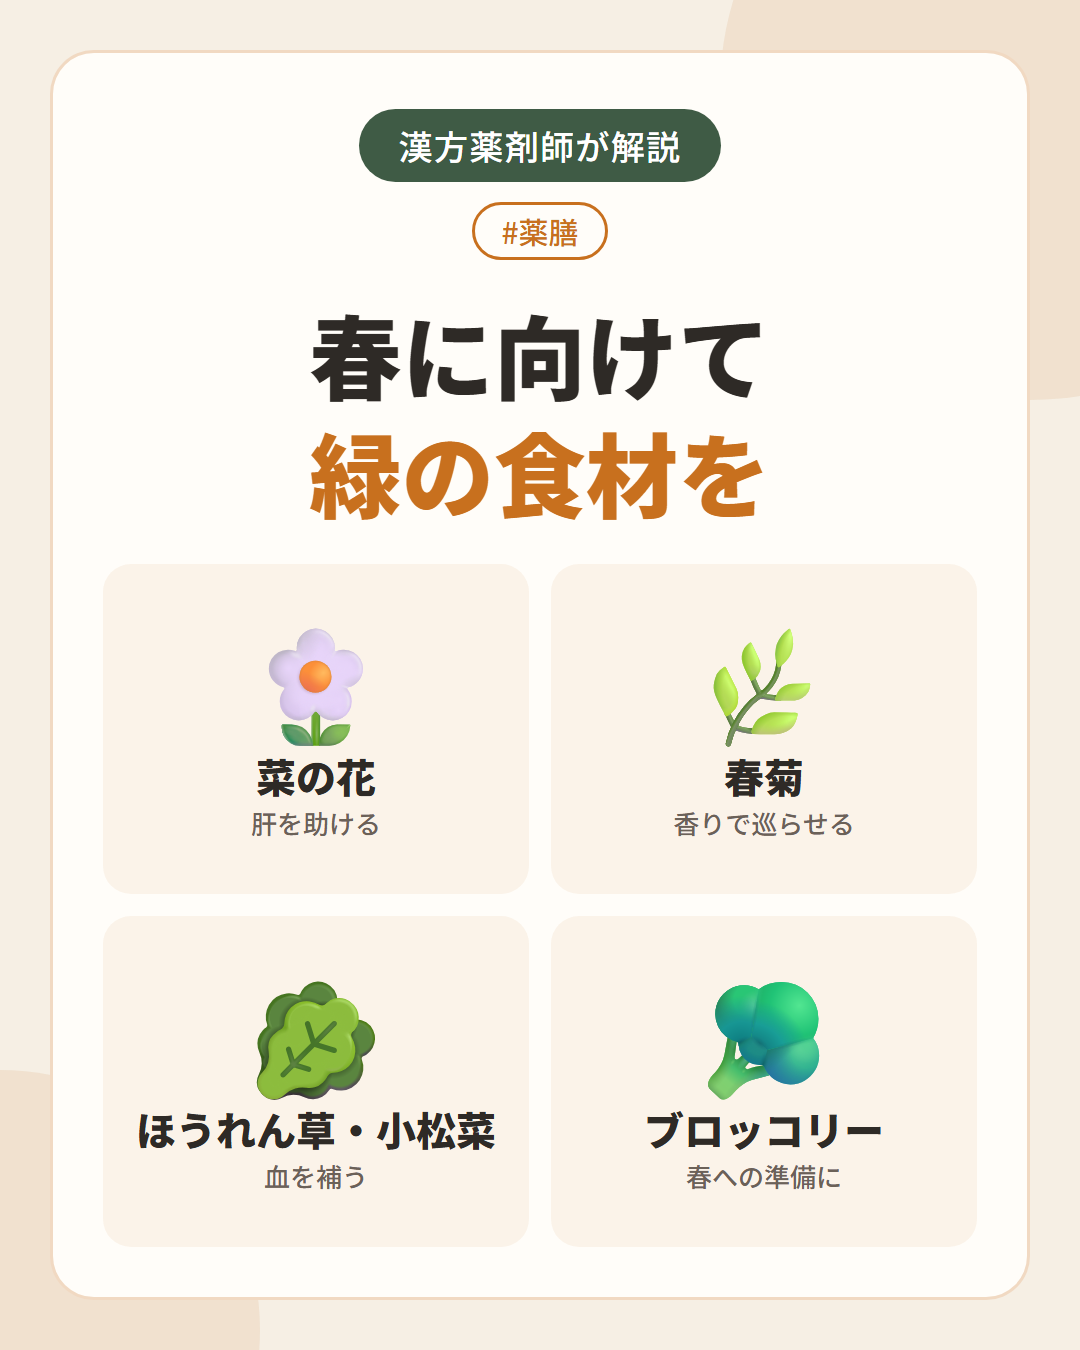 漢方薬剤師が解説
#薬膳
春に向けて
緑の食材を
菜の花
肝を助ける
春菊
香りで巡らせる
ほうれん草・小松菜
血を補う
ブロッコリー
春への準備に